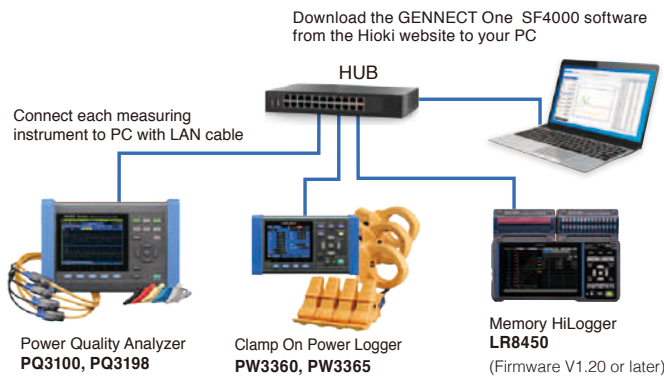 Download the GENNECT One SF4000 software
from the Hioki website to your PC
HUB
Connect each measuring
instrument to PC with LAN cable
Power Quality Analyzer
PQ3100, PQ3198
Clamp On Power Logger
PW3360, PW3365
Memory HiLogger
LR8450
(Firmware V1.20 or later)